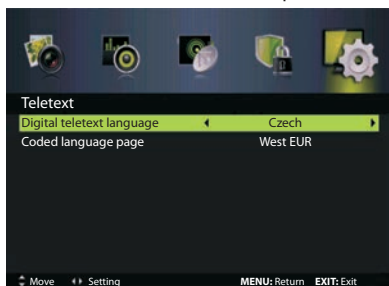 Teletext
Digital teletext language Czech
Coded language page West EUR
Move Setting MENU: Return EXIT: Exit